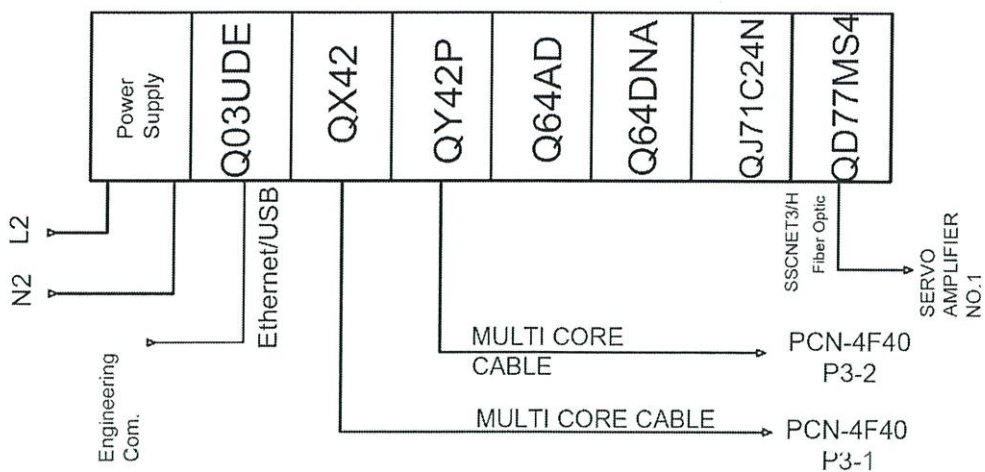 Power
Supply
Q03UDE
QX42
QY42P
Q64AD
Q64DNA
QJ71C24N
QD77MS4
L2
N2
Engineering
Com.
Ethernet/USB
SSCNET3/H
Fiber Optic
SERVO
AMPLIFIER
NO.1
MULTI CORE
CABLE
PCN-4F40
P3-2
MULTI CORE CABLE
PCN-4F40
P3-1